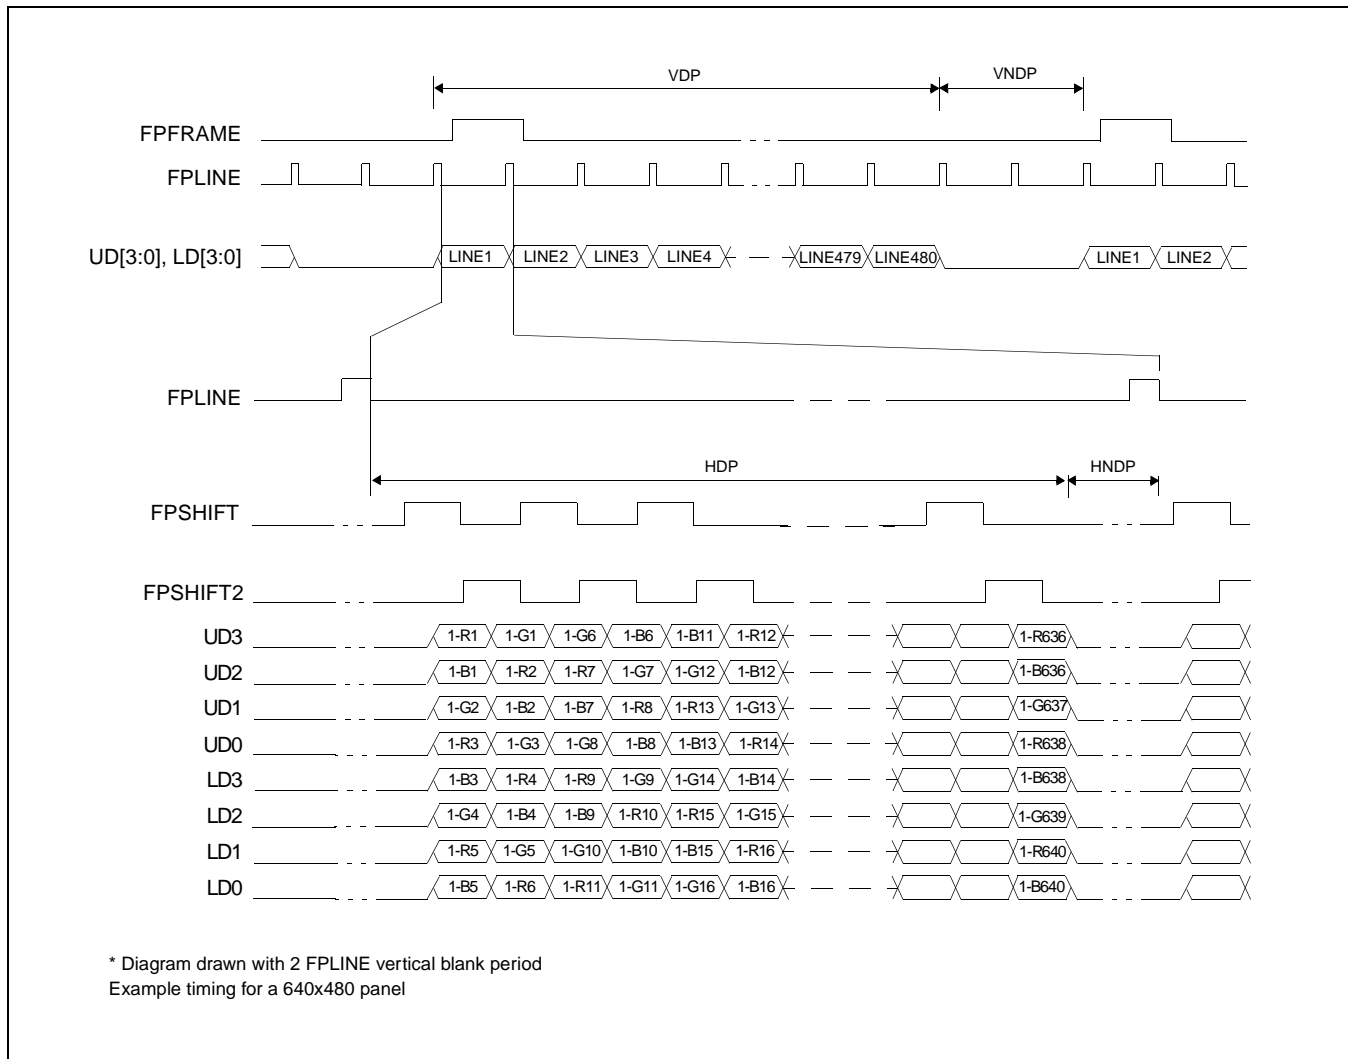 VDP VNDP
FPFRAME
FPLINE
UD[3:0], LD[3:0] LINE1 LINE2 LINE3 LINE4 LINE479 LINE480 LINE1 LINE2
FPLINE
HDP HNDP
FPSHIFT
FPSHIFT2
UD3 1-R1 1-G1 1-G6 1-B6 1-B11 1-R12 1-R636
UD2 1-B1 1-R2 1-R7 1-G7 1-G12 1-B12 1-B636
UD1 1-G2 1-B2 1-B7 1-R8 1-R13 1-G13 1-G637
UD0 1-R3 1-G3 1-G8 1-B8 1-B13 1-R14 1-R638
LD3 1-B3 1-R4 1-R9 1-G9 1-G14 1-B14 1-B638
LD2 1-G4 1-B4 1-B9 1-R10 1-R15 1-G15 1-G639
LD1 1-R5 1-G5 1-G10 1-B10 1-B15 1-R16 1-R640
LD0 1-B5 1-R6 1-R11 1-G11 1-G16 1-B16 1-B640
* Diagram drawn with 2 FPLINE vertical blank period
Example timing for a 640x480 panel